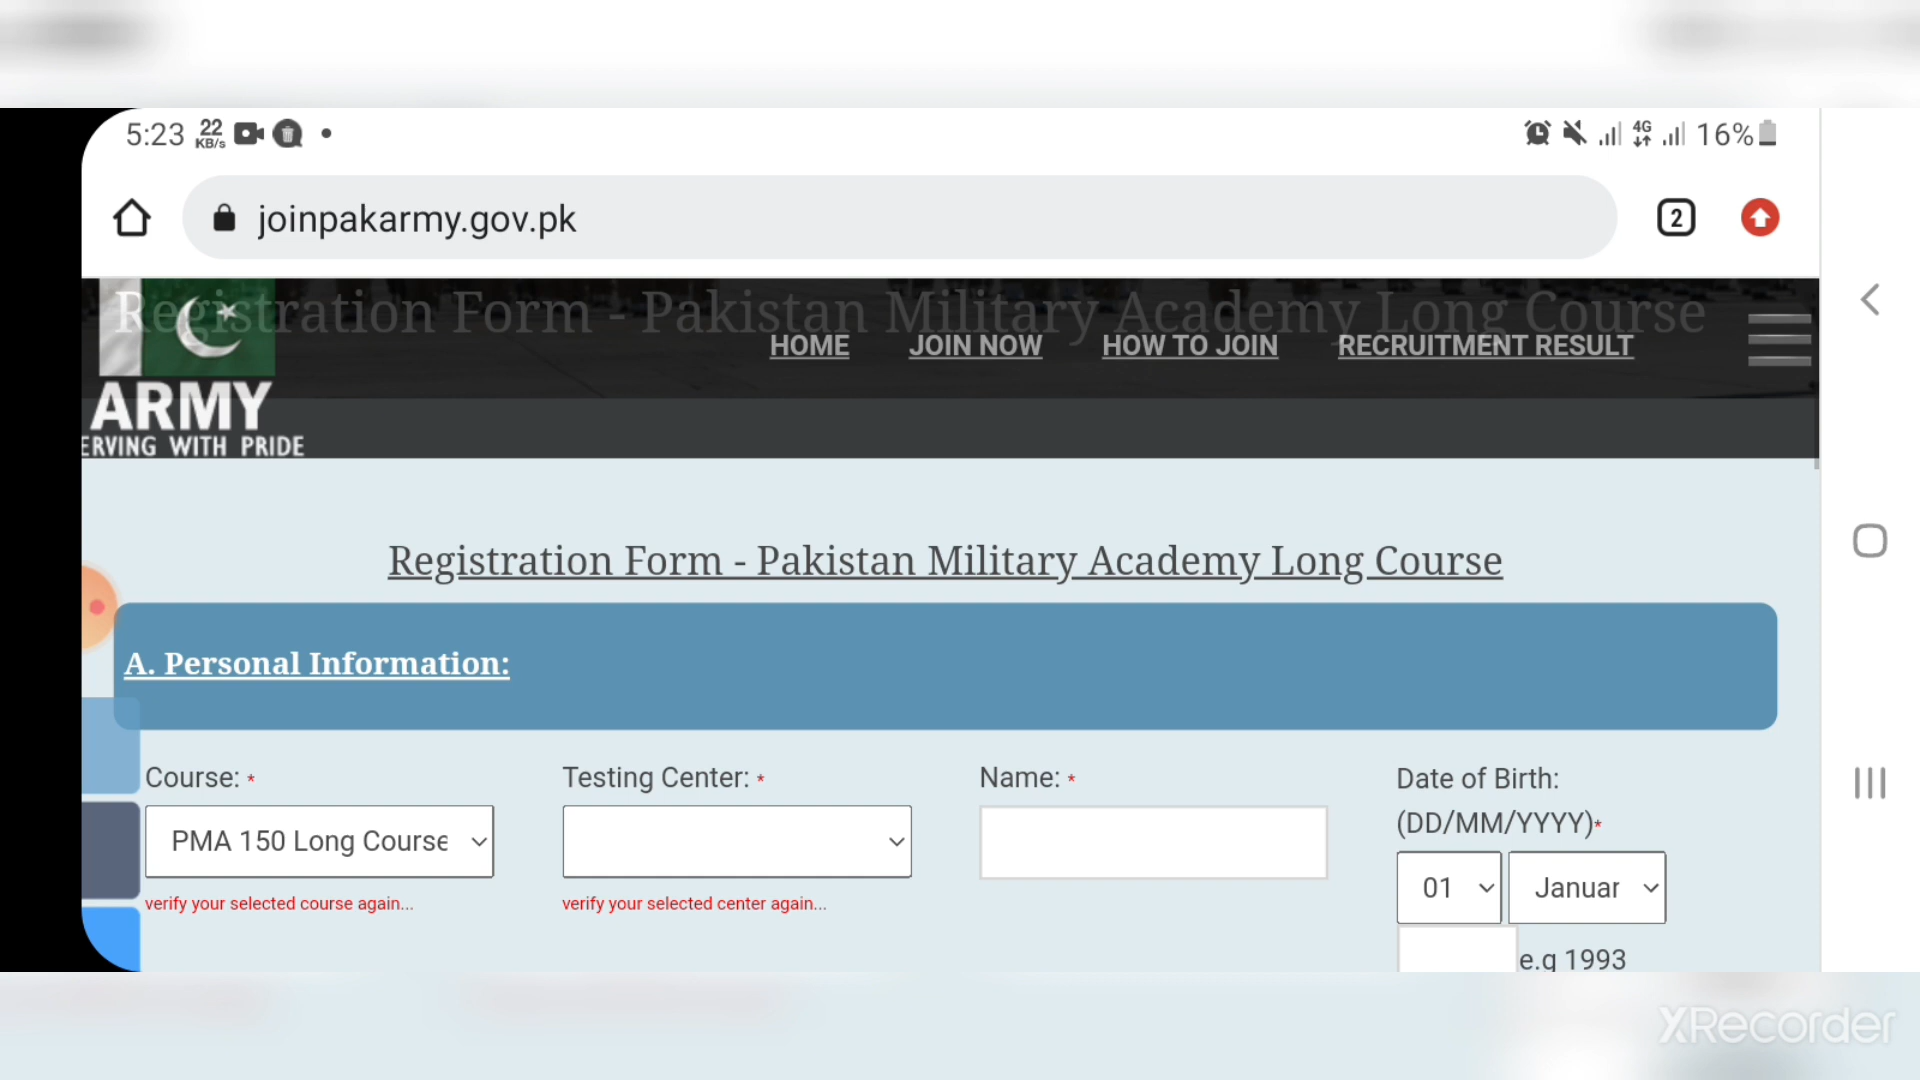 5:23 22 KB/s 4G 16%
joinpakarmy.gov.pk 2
Registration Form - Pakistan Military Academy Long Course
HOME JOIN NOW HOW TO JOIN RECRUITMENT RESULT
ARMY
ERVING WITH PRIDE
Registration Form - Pakistan Military Academy Long Course
A. Personal Information:
Course: * Testing Center: * Name: * Date of Birth:
(DD/MM/YYYY)*
PMA 150 Long Course
01 Januar
verify your selected course again... verify your selected center again...
e.g 1993
XRecorder